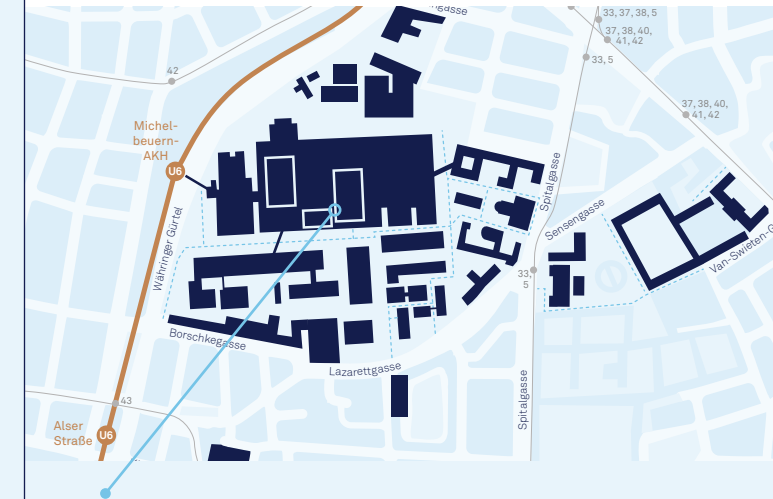 gasse
33, 37, 38, 5
37, 38, 40,
41, 42
33, 5
42
37, 38, 40,
41, 42
Michel-
beuern-
AKH
U6
Spitalgasse
Sensengasse
Währinger Gürtel
Van-Swieten-G
33,
5
Borschkegasse
Lazarettgasse
Spitalgasse
43
Alser
Straße
U6